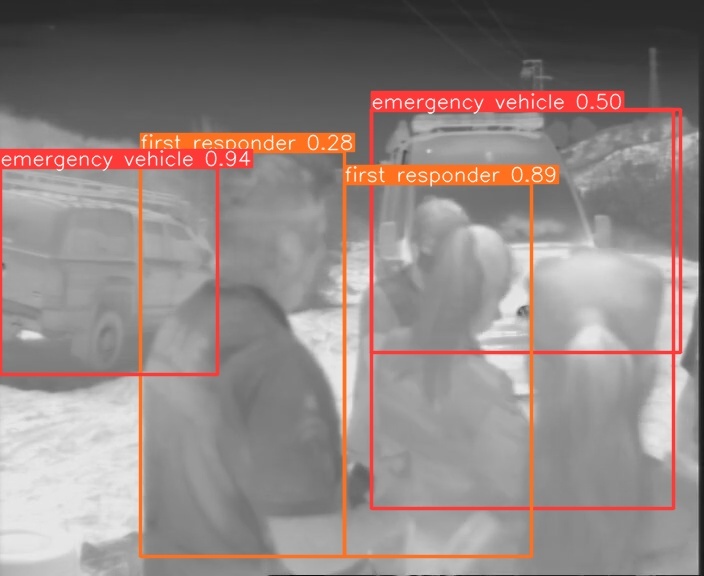 emergency vehicle 0.50
first responder 0.28
emergency vehicle 0.94
first responder 0.89